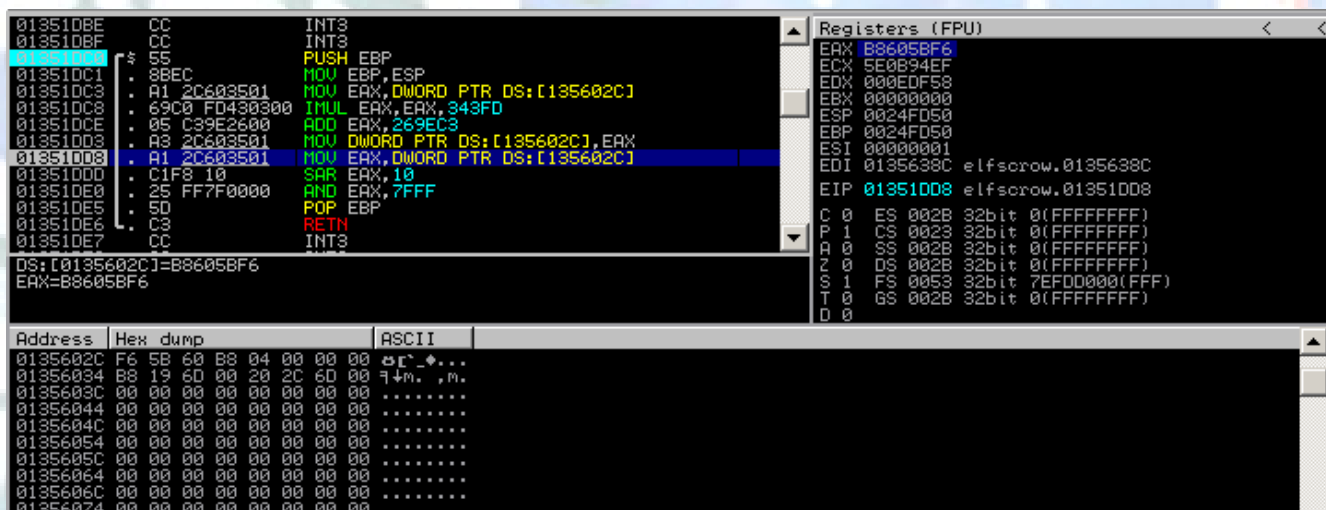 01351DBE CC INT3
01351DBF CC INT3
01351DC0 $ 55 PUSH EBP
01351DC1 . 8BEC MOV EBP,ESP
01351DC3 . A1 2C603501 MOV EAX,DWORD PTR DS:[135602C]
01351DC8 . 69C0 FD430300 IMUL EAX,EAX,343FD
01351DCE . 05 C39E2600 ADD EAX,269EC3
01351DD3 . A3 2C603501 MOV DWORD PTR DS:[135602C],EAX
01351DD8 . A1 2C603501 MOV EAX,DWORD PTR DS:[135602C]
01351DDD . C1F8 10 SAR EAX,10
01351DE0 . 25 FF7F0000 AND EAX,7FFF
01351DE5 . 5D POP EBP
01351DE6 . C3 RETN
01351DE7 CC INT3
DS:[0135602C]=B8605BF6
EAX=B8605BF6
Registers (FPU) < <
EAX B8605BF6
ECX 5E0B94EF
EDX 000EDF58
EBX 00000000
ESP 0024FD50
EBP 0024FD50
ESI 00000001
EDI 0135638C elfscrow.0135638C
EIP 01351DD8 elfscrow.01351DD8
C 0 ES 002B 32bit 0(FFFFFFFF)
P 1 CS 0023 32bit 0(FFFFFFFF)
A 0 SS 002B 32bit 0(FFFFFFFF)
Z 0 DS 002B 32bit 0(FFFFFFFF)
S 1 FS 0053 32bit 7EFDD000(FFF)
T 0 GS 002B 32bit 0(FFFFFFFF)
D 0
Address Hex dump ASCII
0135602C F6 5B 60 B8 04 00 00 00
01356034 B8 19 6D 00 20 2C 6D 00
0135603C 00 00 00 00 00 00 00 00 ........
01356044 00 00 00 00 00 00 00 00 ........
0135604C 00 00 00 00 00 00 00 00 ........
01356054 00 00 00 00 00 00 00 00 ........
0135605C 00 00 00 00 00 00 00 00 ........
01356064 00 00 00 00 00 00 00 00 ........
0135606C 00 00 00 00 00 00 00 00 ........
01356074 00 00 00 00 00 00 00 00